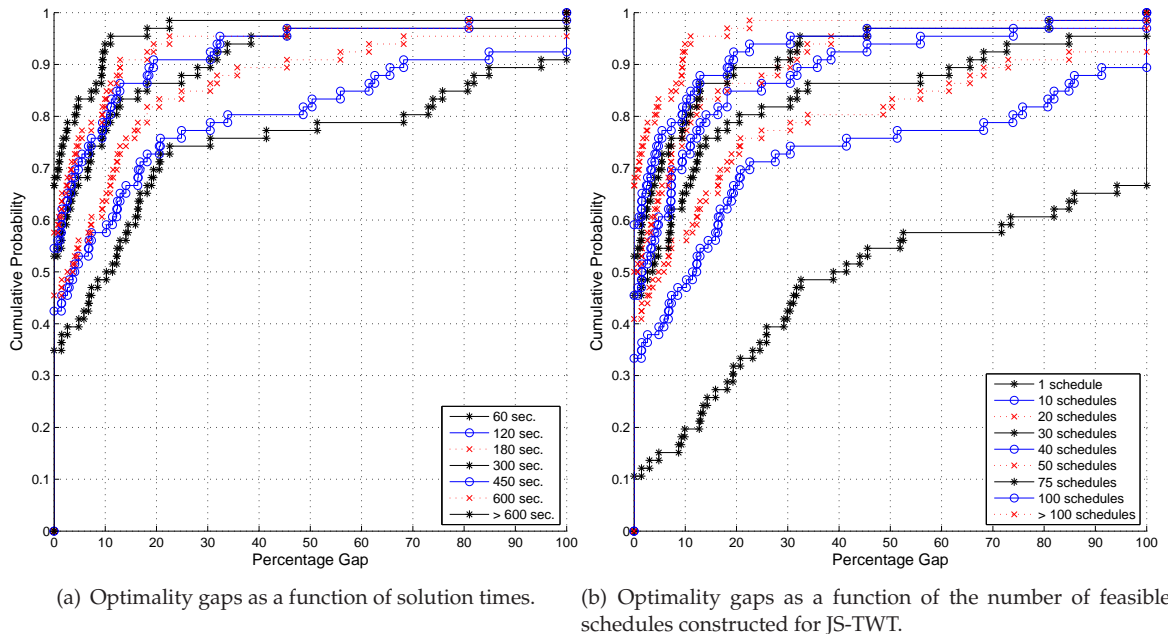 1
0.9
0.8
0.7
0.6
0.5
0.4
0.3
0.2
0.1
0
Cumulative Probability
0 10 20 30 40 50 60 70 80 90 100
Percentage Gap
60 sec.
120 sec.
180 sec.
300 sec.
450 sec.
600 sec.
> 600 sec.
(a) Optimality gaps as a function of solution times.
1
0.9
0.8
0.7
0.6
0.5
0.4
0.3
0.2
0.1
0
Cumulative Probability
0 10 20 30 40 50 60 70 80 90 100
Percentage Gap
1 schedule
10 schedules
20 schedules
30 schedules
40 schedules
50 schedules
75 schedules
100 schedules
> 100 schedules
(b) Optimality gaps as a function of the number of feasible
schedules constructed for JS-TWT.